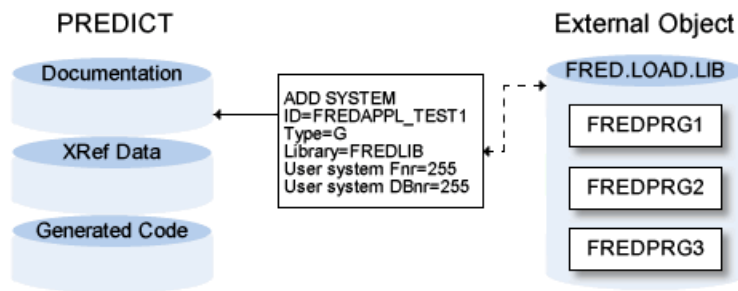 PREDICT
Documentation
XRef Data
Generated Code
ADD SYSTEM
ID=FREDAPPL_TEST1
Type=G
Library=FREDLIB
User system Fnr=255
User system DBnr=255
External Object
FRED.LOAD.LIB
FREDPRG1
FREDPRG2
FREDPRG3